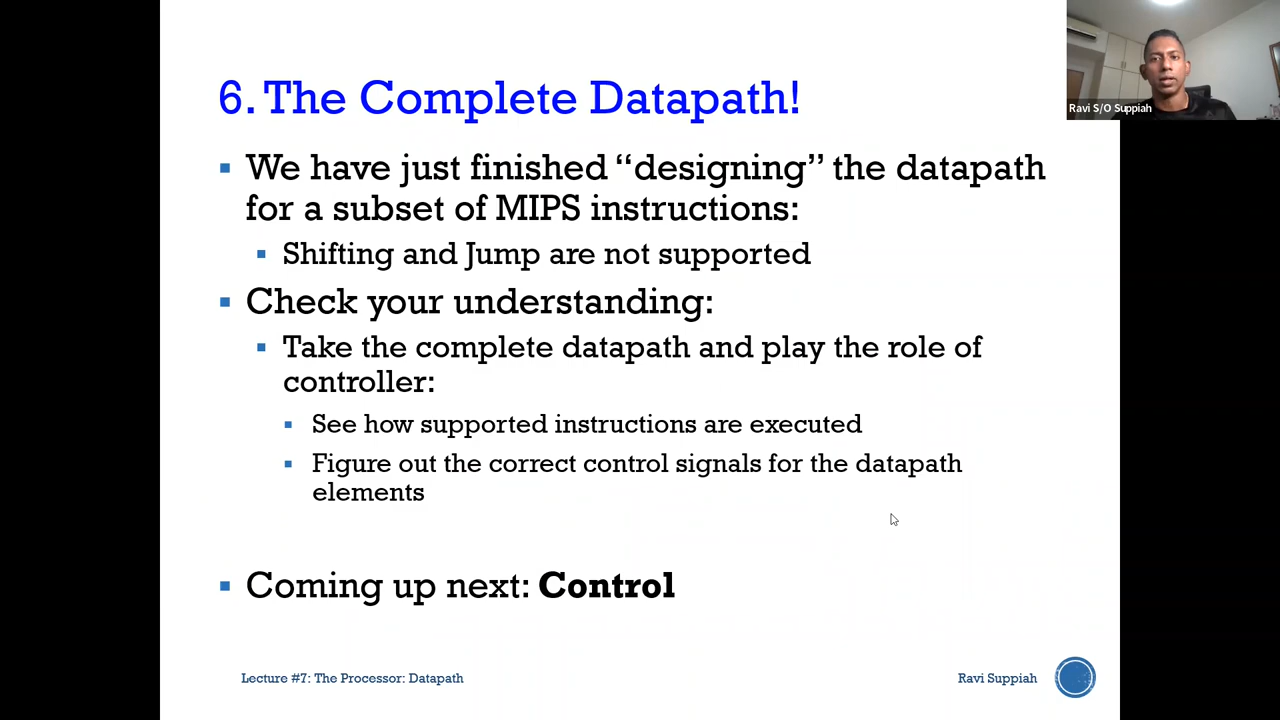 Ravi S/O Suppiah
6. The Complete Datapath!
We have just finished “designing” the datapath
for a subset of MIPS instructions:
Shifting and Jump are not supported
Check your understanding:
Take the complete datapath and play the role of
controller:
See how supported instructions are executed
Figure out the correct control signals for the datapath
elements
Coming up next: Control
Lecture #7: The Processor: Datapath
Ravi Suppiah